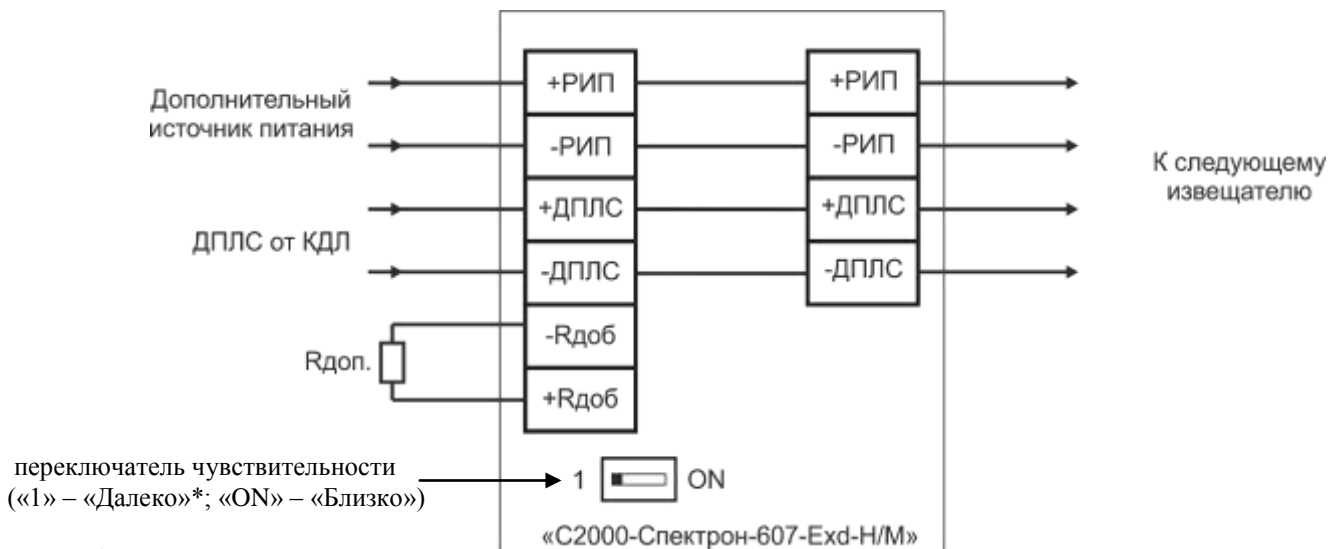 Дополнительный
источник питания
ДПЛС от КДЛ
Rдоп.
+РИП
-РИП
+ДПЛС
-ДПЛС
-Rдоб
+Rдоб
+РИП
-РИП
+ДПЛС
-ДПЛС
К следующему
извещателю
переключатель чувствительности
(«1» – «Далеко»*; «ON» – «Близко»)
1 ON
«С2000-Спектрон-607-Exd-Н/М»